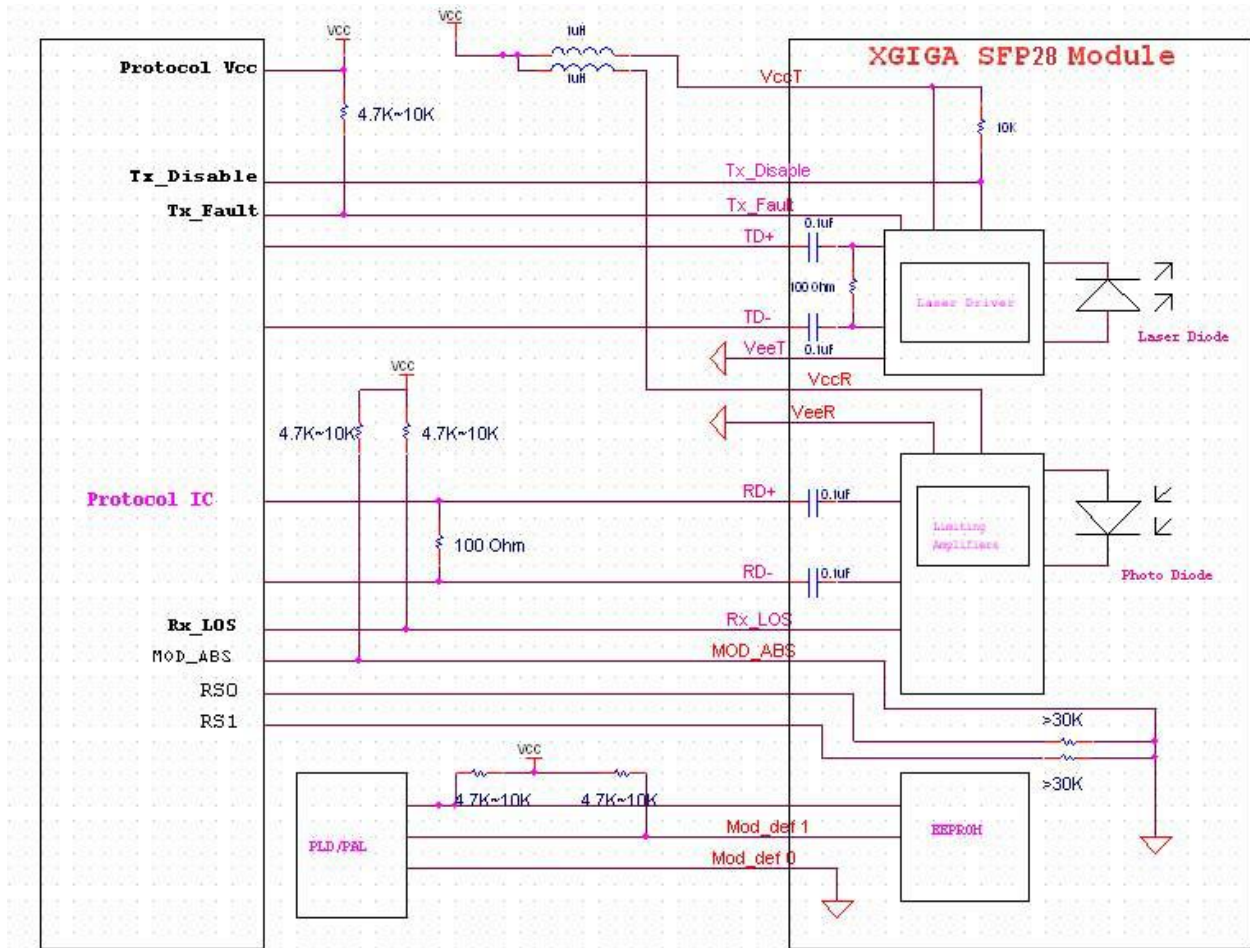 VCC
VCC
1uH
1uH
XGIGA SFP28 Module
Protocol Vcc
VccT
4.7K~10K
10K
Tx_Disable
Tx_Disable
Tx_Fault
Tx_Fault
0.1uF
TD+
100 Ohm
Laser Driver
TD-
Laser Diode
VeeT
0.1uF
VCC
VccR
VeeR
4.7K~10K
4.7K~10K
Protocol IC
RD+
0.1uF
Limiting
Amplifiers
100 Ohm
RD-
0.1uF
Photo Diode
Rx_LOS
Rx_LOS
MOD_ABS
MOD_ABS
RS0
RS1
>30K
VCC
>30K
4.7K~10K
4.7K~10K
Mod_def 1
EEPROM
PLD/PAL
Mod_def 0